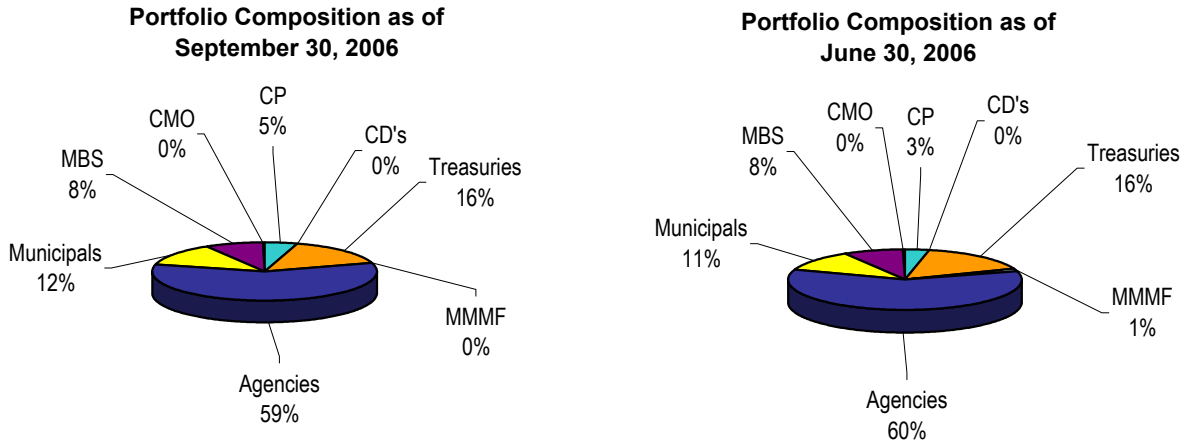 Portfolio Composition as of
September 30, 2006
CP
5%
CMO
0%
CD's
0%
MBS
8%
Treasuries
16%
Municipals
12%
MMMF
0%
Agencies
59%
Portfolio Composition as of
June 30, 2006
CMO
0%
CP
3%
CD's
0%
MBS
8%
Treasuries
16%
Municipals
11%
MMMF
1%
Agencies
60%